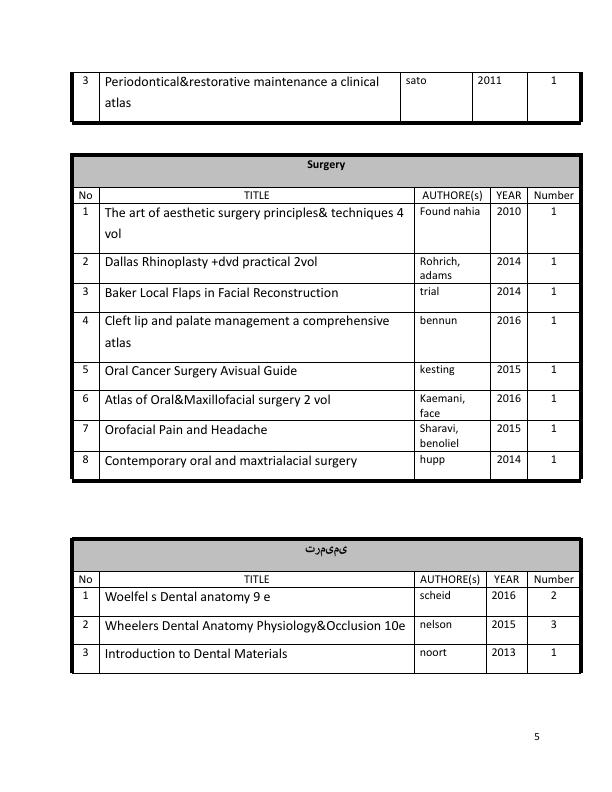 3 Periodontical&restorative maintenance a clinical sato 2011 1
atlas
Surgery
No TITLE AUTHORE(s) YEAR Number
1 The art of aesthetic surgery principles& techniques 4 Found nahia 2010 1
vol
2 Dallas Rhinoplasty +dvd practical 2vol Rohrich, 2014 1
adams
3 Baker Local Flaps in Facial Reconstruction trial 2014 1
4 Cleft lip and palate management a comprehensive bennun 2016 1
atlas
5 Oral Cancer Surgery Avisual Guide kesting 2015 1
6 Atlas of Oral&Maxillofacial surgery 2 vol Kaemani, 2016 1
face
7 Orofacial Pain and Headache Sharavi, 2015 1
benoliel
8 Contemporary oral and maxtrialacial surgery hupp 2014 1
ترمیمی
No TITLE AUTHORE(s) YEAR Number
1 Woelfel s Dental anatomy 9 e scheid 2016 2
2 Wheelers Dental Anatomy Physiology&Occlusion 10e nelson 2015 3
3 Introduction to Dental Materials noort 2013 1
5